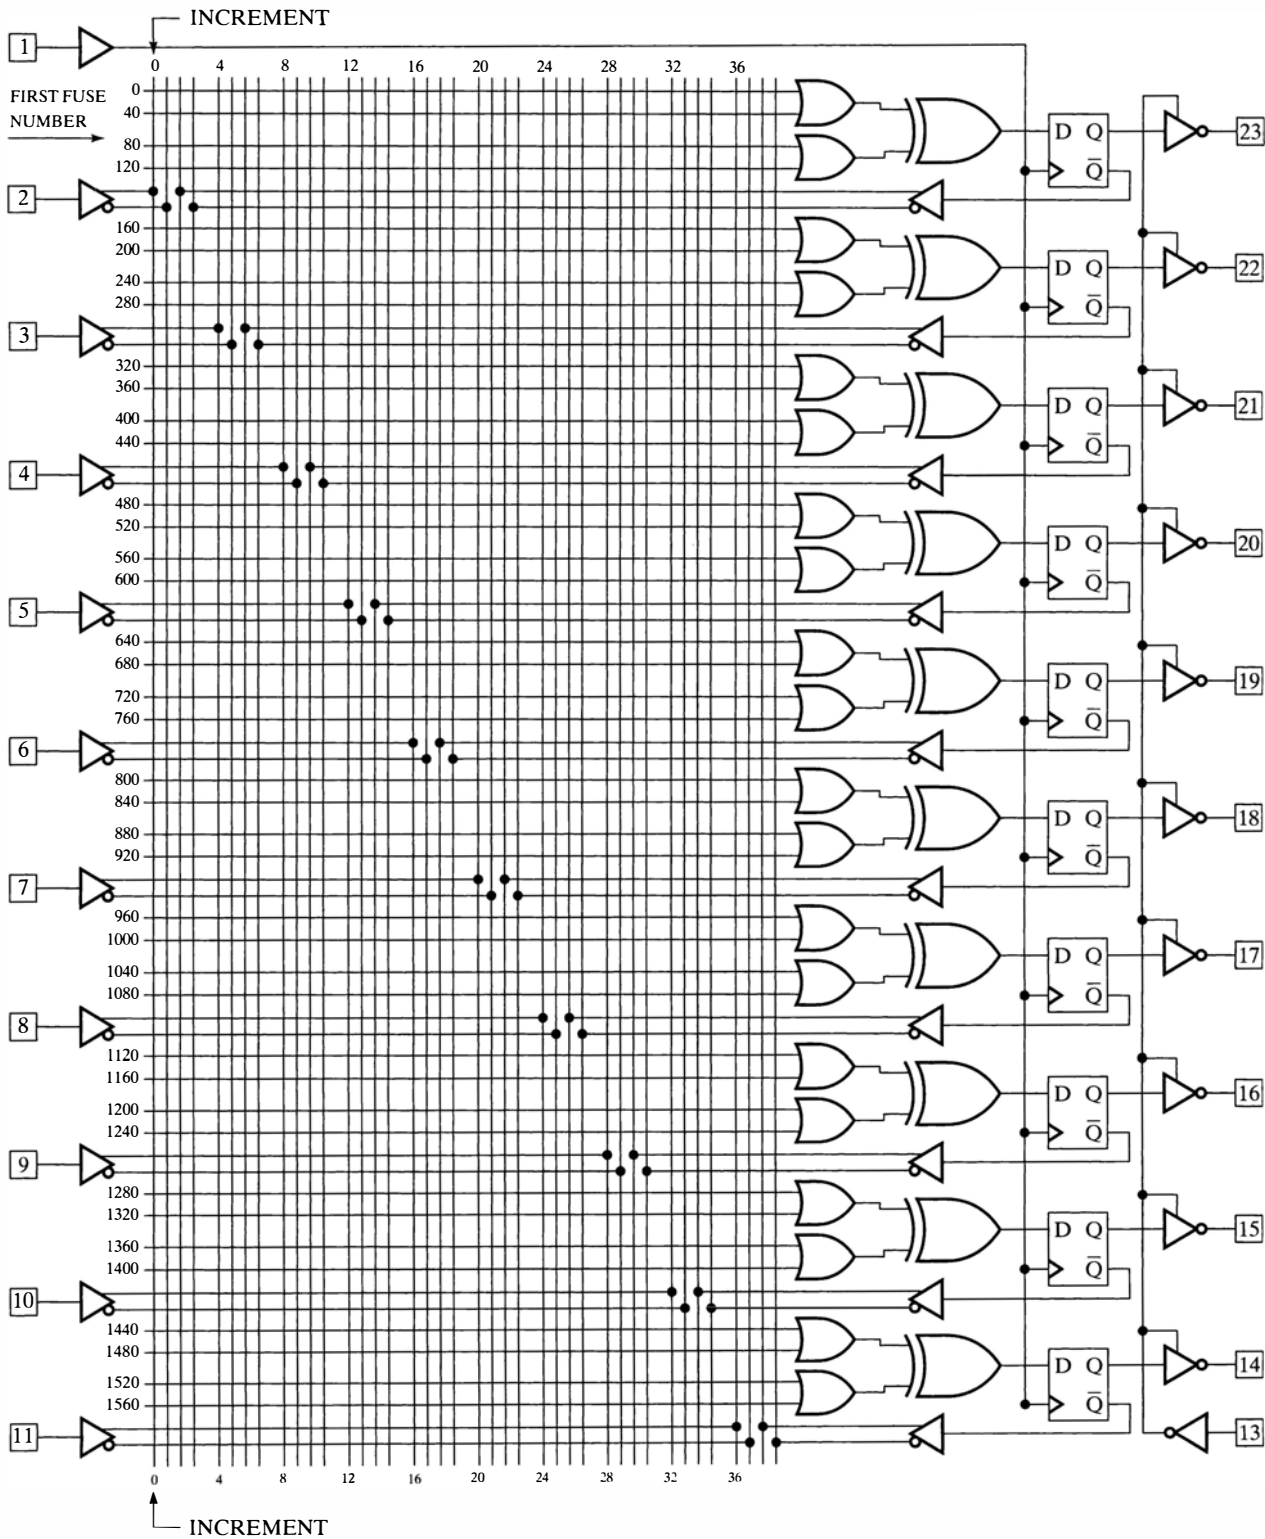 INCREMENT
1
0 4 8 12 16 20 24 28 32 36
FIRST FUSE
NUMBER
0
40
80
120
D Q
Q̅
23
2
160
200
240
280
D Q
Q̅
22
3
320
360
400
440
D Q
Q̅
21
4
480
520
560
600
D Q
Q̅
20
5
640
680
720
760
D Q
Q̅
19
6
800
840
880
920
D Q
Q̅
18
7
960
1000
1040
1080
D Q
Q̅
17
8
1120
1160
1200
1240
D Q
Q̅
16
9
1280
1320
1360
1400
D Q
Q̅
15
10
1440
1480
1520
1560
D Q
Q̅
14
11
13
0 4 8 12 16 20 24 28 32 36
INCREMENT